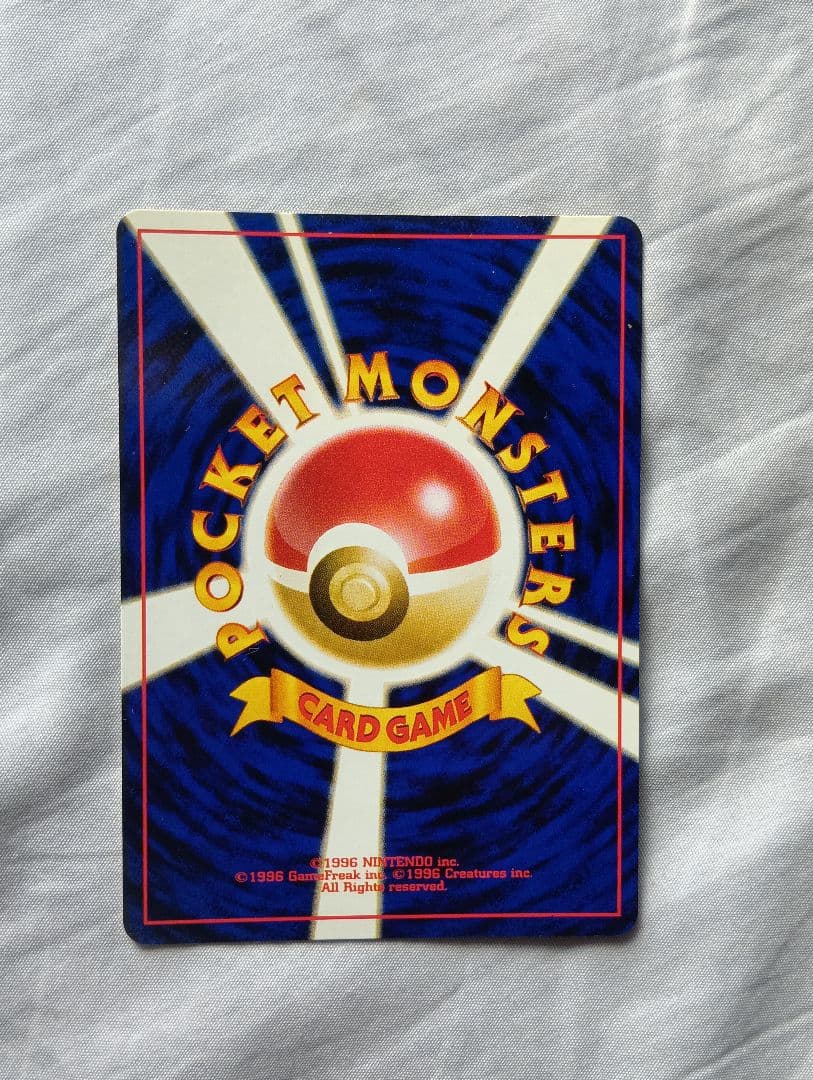 POCKET MONSTERS
CARD GAME
©1996 NINTENDO inc.
©1996 GameFreak inc. ©1996 Creatures inc.
All Rights reserved.